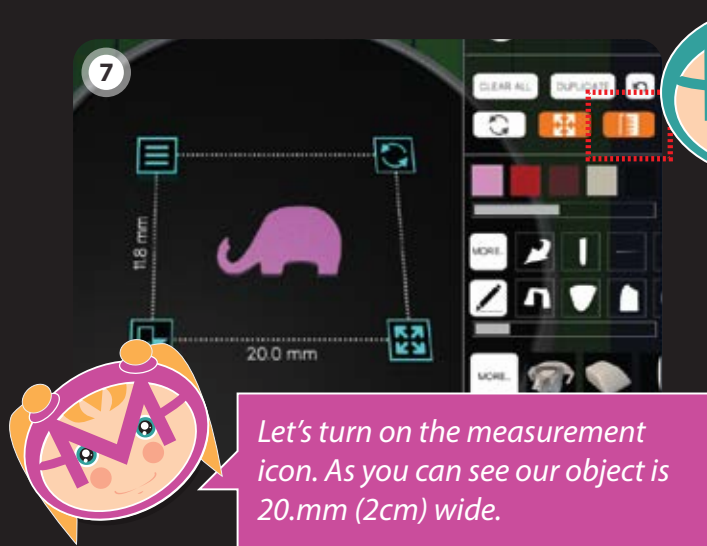 7
CLEAR ALL
DUPLICATE
11.8 mm
MORE..
20.0 mm
MORE..
Let's turn on the measurement
icon. As you can see our object is
20.mm (2cm) wide.